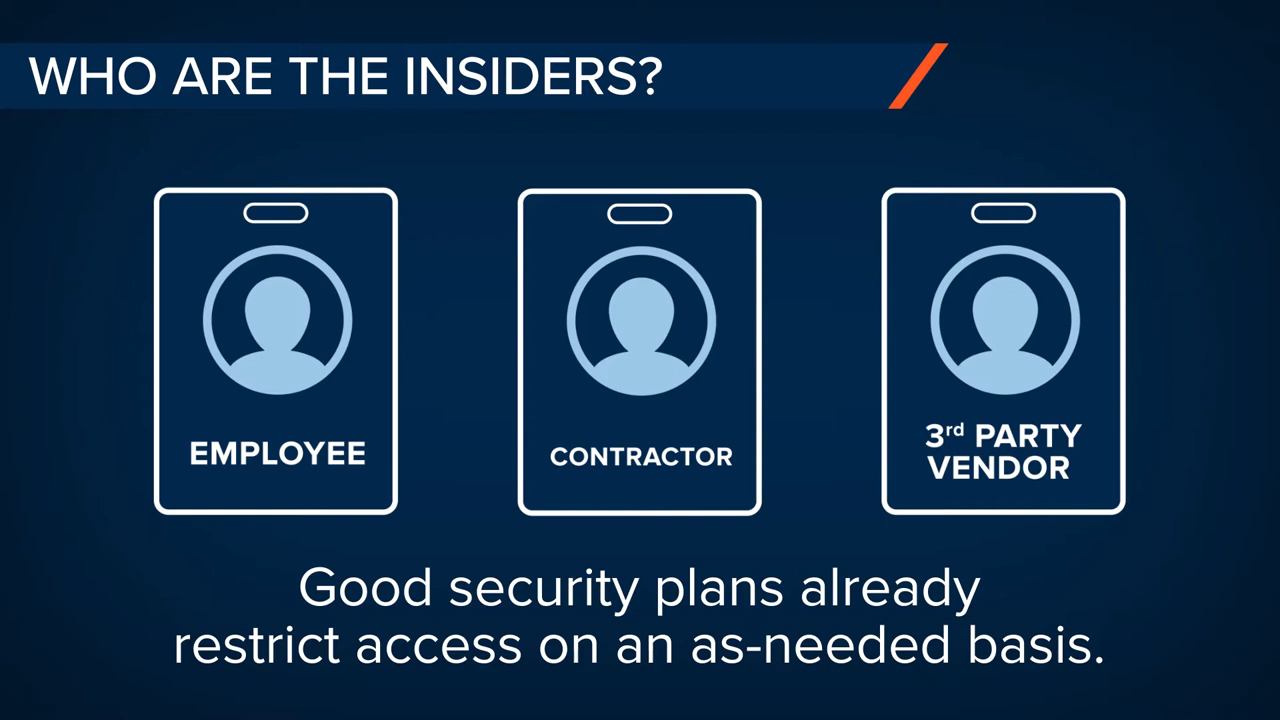 WHO ARE THE INSIDERS?
EMPLOYEE
CONTRACTOR
3rd PARTY
VENDOR
Good security plans already
restrict access on an as-needed basis.